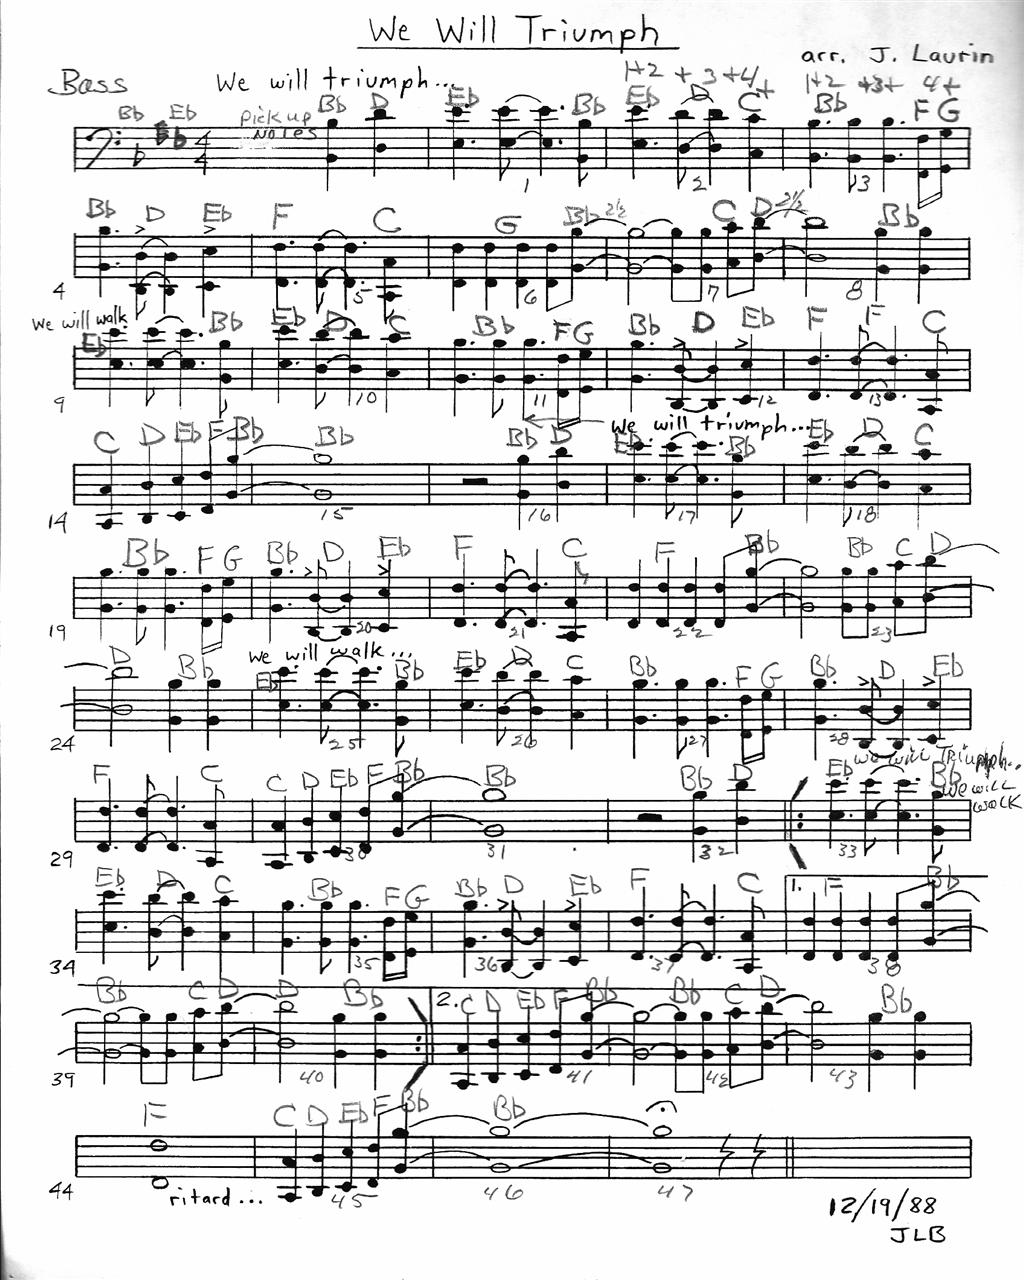 We Will Triumph
arr. J. Laurin
Bass
We will triumph...
1+2 + 3 +4+
1+2 +3+ 4+
Bb Eb
pick up
NOTES
Bb D Eb Bb Eb D C Bb F G
4 4
1 2 3
Bb D Eb F C G Bb 2½ C D 2½ Bb
4 5 6 7 8
We will walk
Eb Bb Eb D C Bb F G Bb D Eb F F C
9 10 11 12 13
We will triumph...
C D Eb F Bb Bb Bb D Eb Bb Eb D C
14 15 16 17 18
Bb F G Bb D Eb F C F Bb Bb C D
19 20 21 22 23
We will walk...
D Bb Eb Bb Eb D C Bb F G Bb D Eb
24 25 26 27 28
We will Triumph..
We will
walk
F C C D Eb F Bb Bb Bb D Eb Bb
29 30 31 32 33
Eb D C Bb F G Bb D Eb F C 1. F Bb
34 35 36 37 38
Bb C D D Bb 2. C D Eb F Bb Bb C D Bb
39 40 41 42 43
F C D Eb F Bb Bb
44 ritard... 45 46 47
12/19/88
JLB